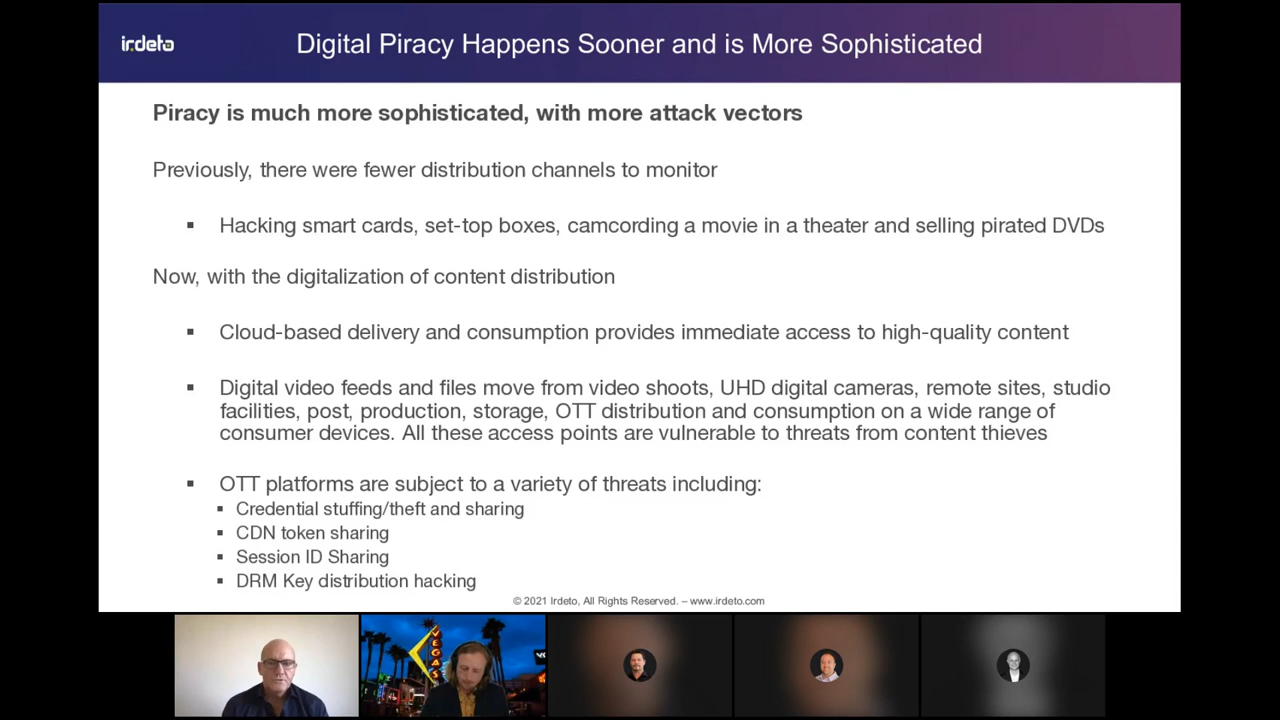 irdeto
Digital Piracy Happens Sooner and is More Sophisticated
Piracy is much more sophisticated, with more attack vectors
Previously, there were fewer distribution channels to monitor
▪ Hacking smart cards, set-top boxes, camcording a movie in a theater and selling pirated DVDs
Now, with the digitalization of content distribution
▪ Cloud-based delivery and consumption provides immediate access to high-quality content
▪ Digital video feeds and files move from video shoots, UHD digital cameras, remote sites, studio
facilities, post, production, storage, OTT distribution and consumption on a wide range of
consumer devices. All these access points are vulnerable to threats from content thieves
▪ OTT platforms are subject to a variety of threats including:
▪ Credential stuffing/theft and sharing
▪ CDN token sharing
▪ Session ID Sharing
▪ DRM Key distribution hacking
© 2021 Irdeto, All Rights Reserved. – www.irdeto.com
VEGAS